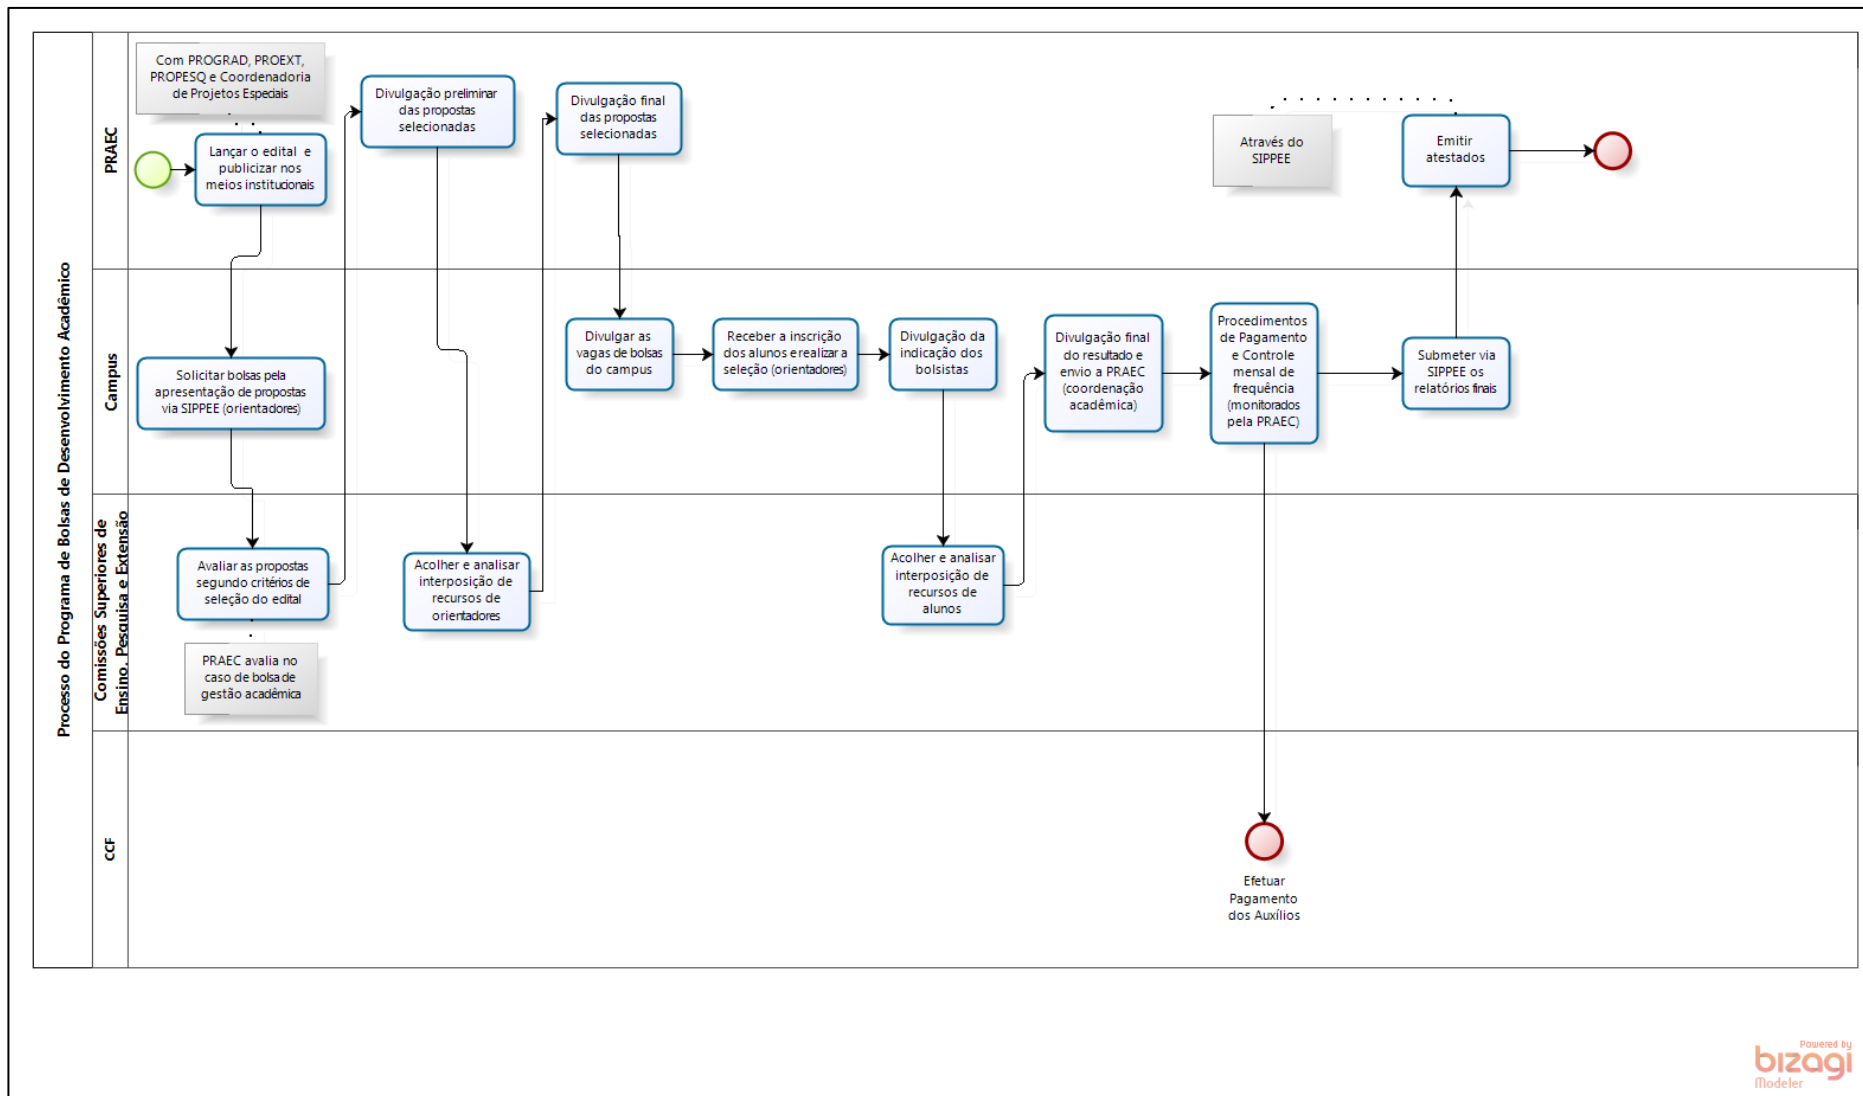 Processo do Programa de Bolsas de Desenvolvimento Acadêmico
PRAEC
Com PROGRAD, PROEXT,
PROPESQ e Coordenadoria
de Projetos Especiais
Lançar o edital e
publicizar nos
meios institucionais
Divulgação preliminar
das propostas
selecionadas
Divulgação final
das propostas
selecionadas
Através do
SIPPEE
Emitir
atestados
Campus
Solicitar bolsas pela
apresentação de propostas
via SIPPEE (orientadores)
Divulgar as
vagas de bolsas
do campus
Receber a inscrição
dos alunos e realizar a
seleção (orientadores)
Divulgação da
indicação dos
bolsistas
Divulgação final
do resultado e
envio a PRAEC
(coordenação
acadêmica)
Procedimentos
de Pagamento
e Controle
mensal de
frequência
(monitorados
pela PRAEC)
Submeter via
SIPPEE os
relatórios finais
Comissões Superiores de
Ensino, Pesquisa e Extensão
Avaliar as propostas
segundo critérios de
seleção do edital
PRAEC avalia no
caso de bolsa de
gestão acadêmica
Acolher e analisar
interposição de
recursos de
orientadores
Acolher e analisar
interposição de
recursos de
alunos
CCF
Efetuar
Pagamento
dos Auxílios
Powered by
bizagi
Modeler